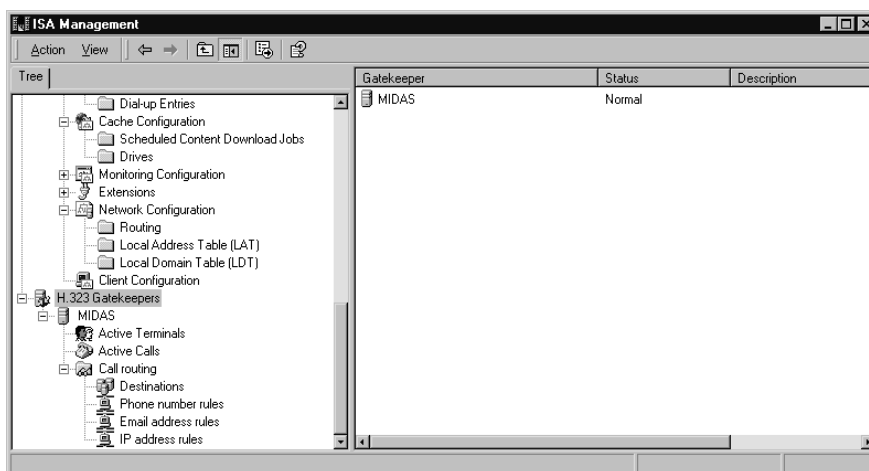 ISA Management
Action View
Tree
Gatekeeper Status Description
MIDAS Normal
Dial-up Entries
Cache Configuration
Scheduled Content Download Jobs
Drives
Monitoring Configuration
Extensions
Network Configuration
Routing
Local Address Table (LAT)
Local Domain Table (LDT)
Client Configuration
H.323 Gatekeepers
MIDAS
Active Terminals
Active Calls
Call routing
Destinations
Phone number rules
Email address rules
IP address rules